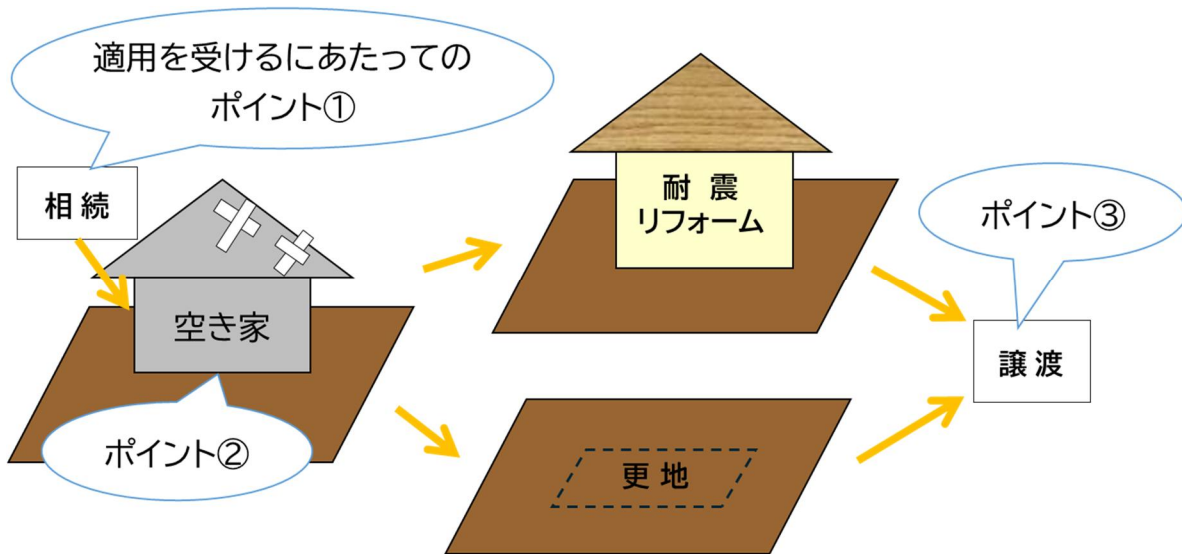 適用を受けるにあたっての
ポイント①
相続
空き家
ポイント②
耐震
リフォーム
更地
ポイント③
譲渡